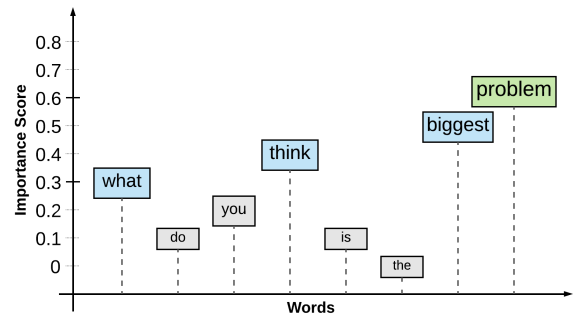 0.8
0.7
0.6
0.5
0.4
0.3
0.2
0.1
0
Importance Score
what
do
you
think
is
the
biggest
problem
Words